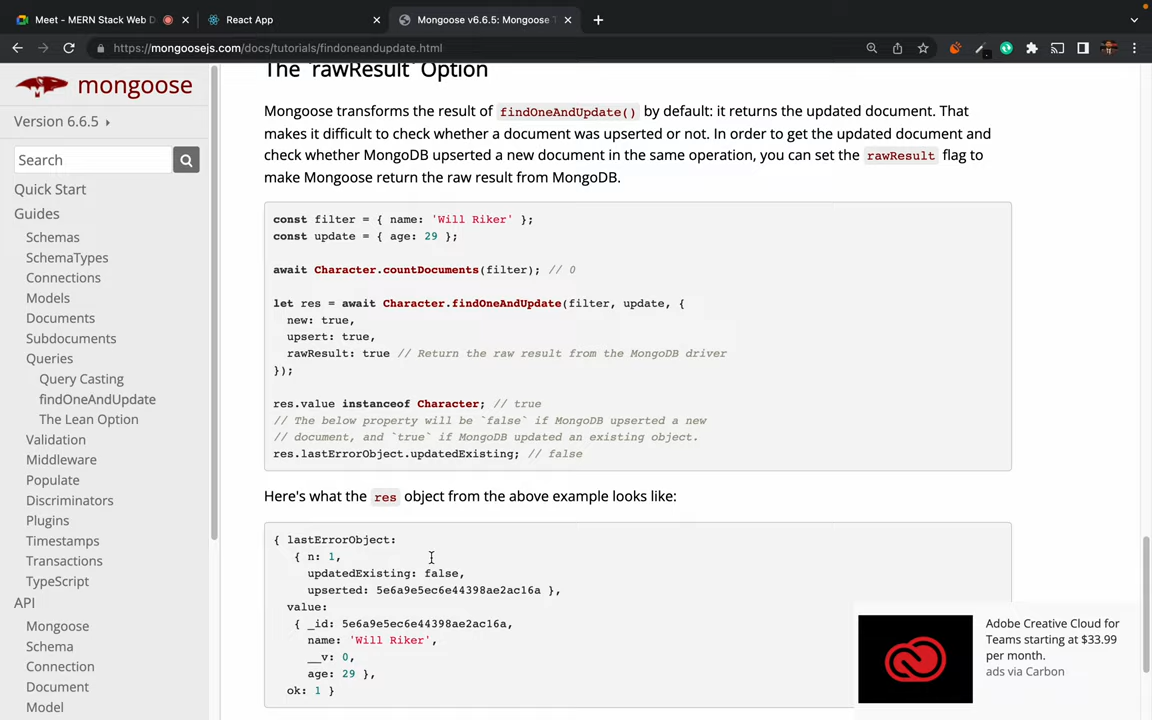 Meet - MERN Stack Web D
React App
Mongoose v6.6.5: Mongoose T
https://mongoosejs.com/docs/tutorials/findoneandupdate.html
mongoose
Version 6.6.5
Search
Quick Start
Guides
Schemas
SchemaTypes
Connections
Models
Documents
Subdocuments
Queries
Query Casting
findOneAndUpdate
The Lean Option
Validation
Middleware
Populate
Discriminators
Plugins
Timestamps
Transactions
TypeScript
API
Mongoose
Schema
Connection
Document
Model
The `rawResult` Option
Mongoose transforms the result of findOneAndUpdate() by default: it returns the updated document. That
makes it difficult to check whether a document was upserted or not. In order to get the updated document and
check whether MongoDB upserted a new document in the same operation, you can set the rawResult flag to
make Mongoose return the raw result from MongoDB.
const filter = { name: 'Will Riker' };
const update = { age: 29 };
await Character.countDocuments(filter); // 0
let res = await Character.findOneAndUpdate(filter, update, {
new: true,
upsert: true,
rawResult: true // Return the raw result from the MongoDB driver
});
res.value instanceof Character; // true
// The below property will be `false` if MongoDB upserted a new
// document, and `true` if MongoDB updated an existing object.
res.lastErrorObject.updatedExisting; // false
Here's what the res object from the above example looks like:
{ lastErrorObject:
{ n: 1,
updatedExisting: false,
upserted: 5e6a9e5ec6e44398ae2ac16a },
value:
{ _id: 5e6a9e5ec6e44398ae2ac16a,
name: 'Will Riker',
__v: 0,
age: 29 },
ok: 1 }
Adobe Creative Cloud for
Teams starting at $33.99
per month.
ads via Carbon